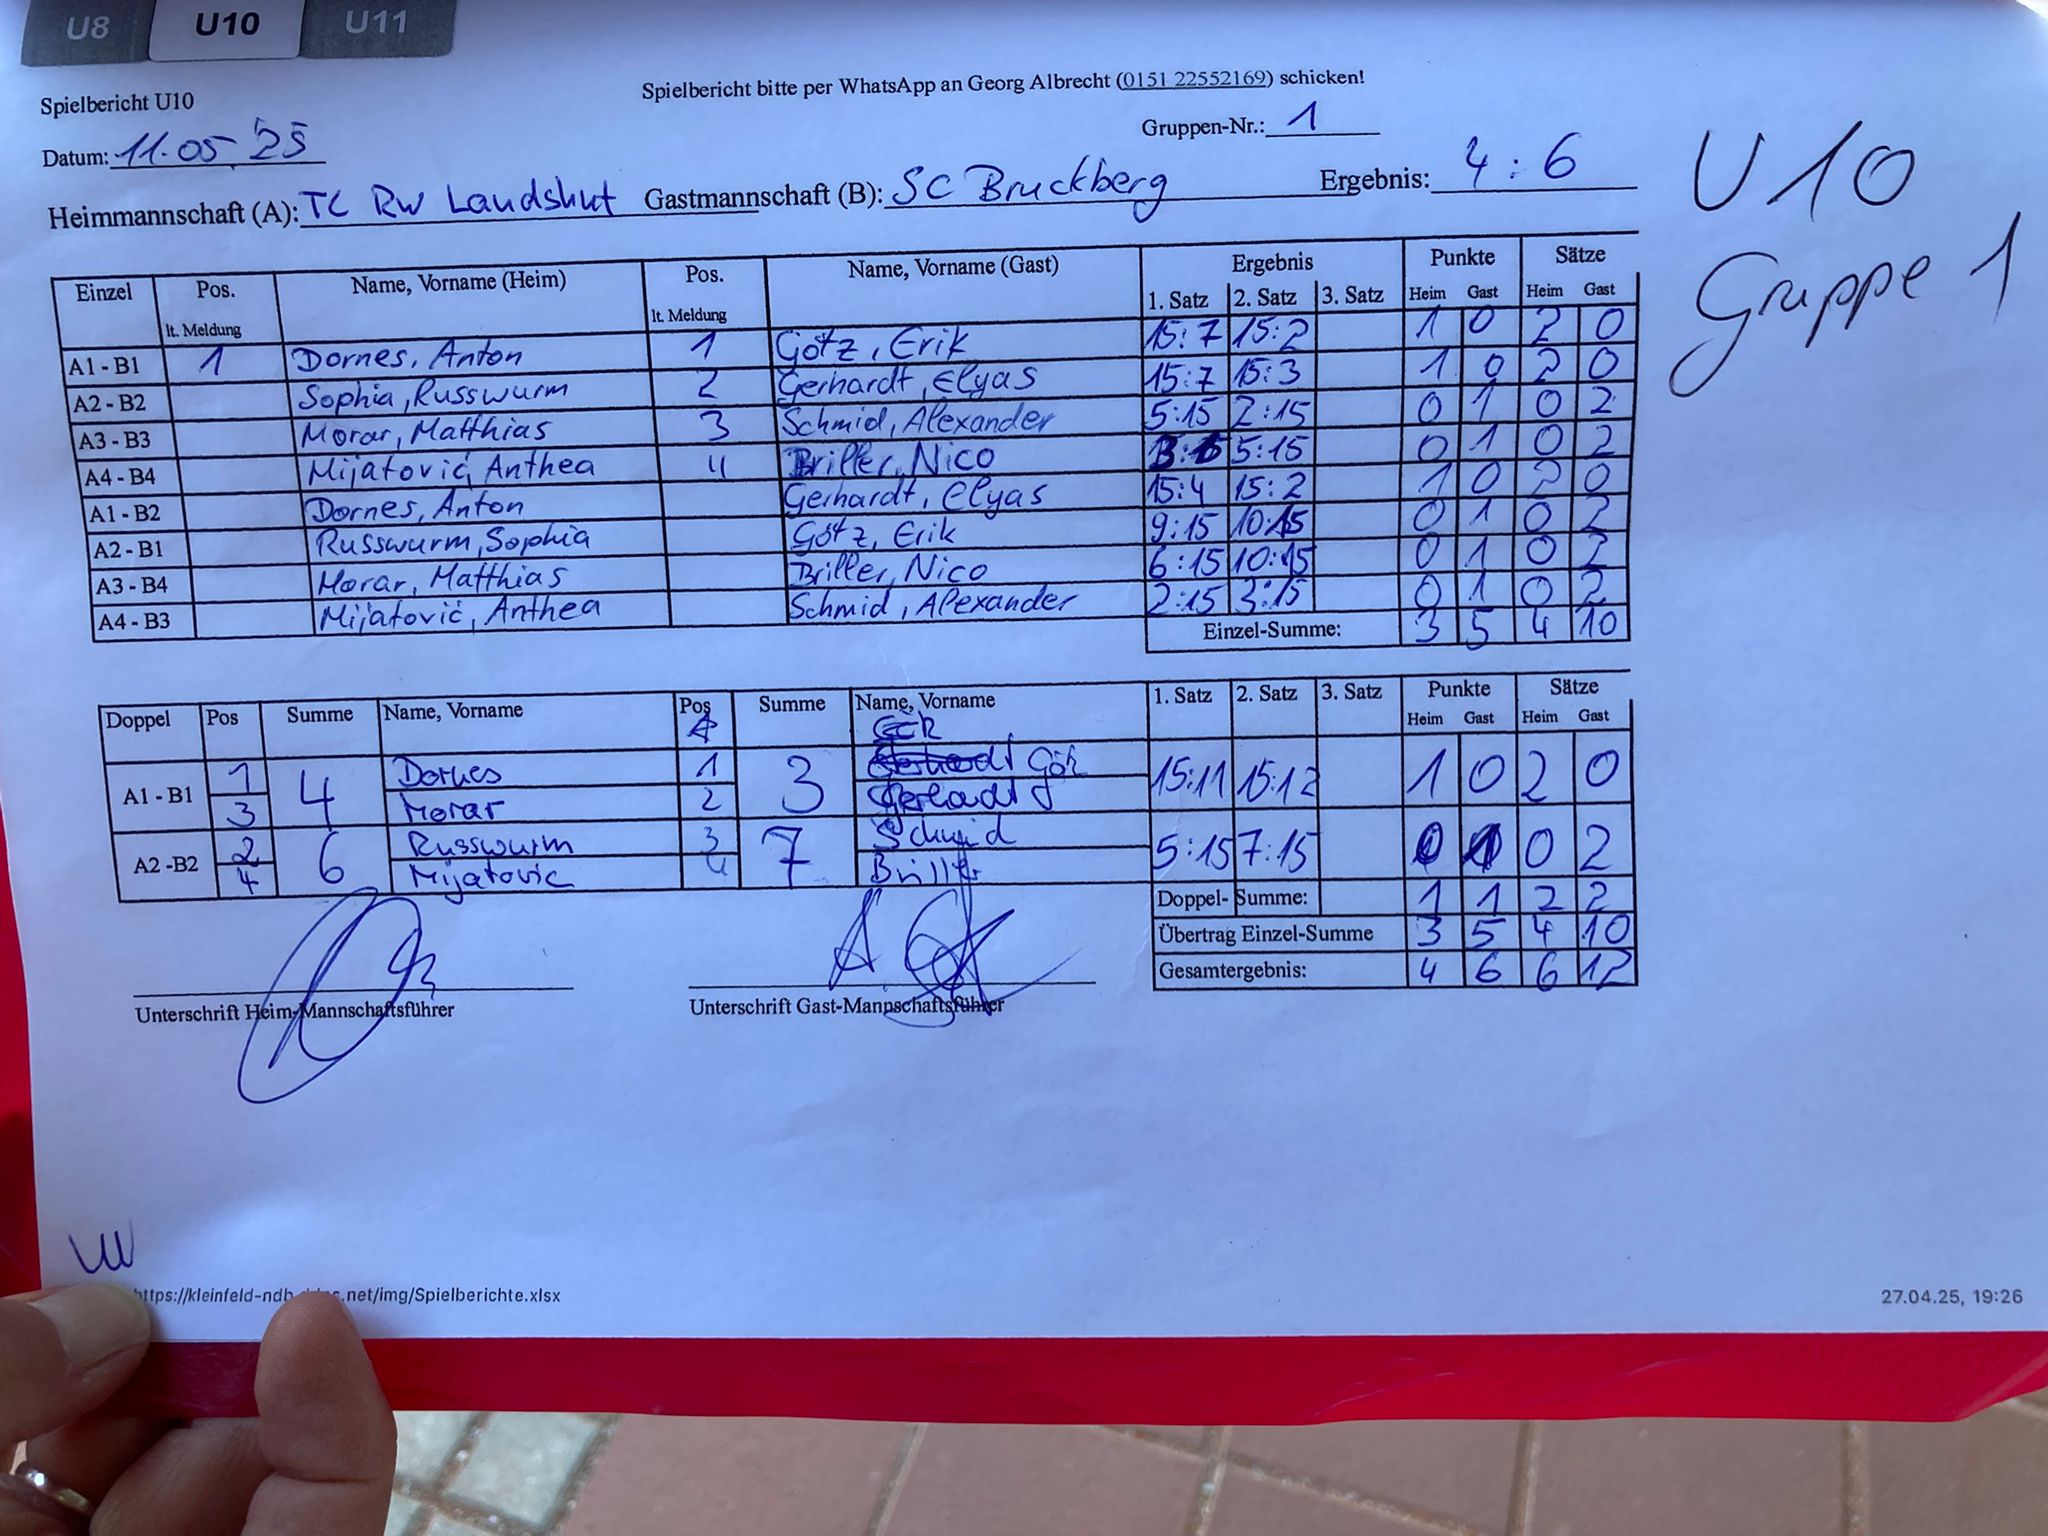 U8 U10 U11
Spielbericht bitte per WhatsApp an Georg Albrecht (0151 22552169) schicken!
Spielbericht U10
Gruppen-Nr.: 1
Datum: 11.05.25
Heimmannschaft (A): TC RW Landshut Gastmannschaft (B): SC Bruckberg Ergebnis: 4:6
U10
Gruppe 1
Einzel Pos. Name, Vorname (Heim) Pos. Name, Vorname (Gast) Ergebnis Punkte Sätze
lt. Meldung lt. Meldung 1. Satz 2. Satz 3. Satz Heim Gast Heim Gast
A1 - B1 1 Dornes, Anton 1 Götz, Erik 15:7 15:2 1 0 2 0
A2 - B2 Sophia, Russwurm 2 Gerhardt, Elyas 15:7 15:3 1 0 2 0
A3 - B3 Morar, Matthias 3 Schmid, Alexander 5:15 2:15 0 1 0 2
A4 - B4 Mijatović, Anthea 4 Briller, Nico 5:15 0 1 0 2
A1 - B2 Dornes, Anton Gerhardt, Elyas 15:4 15:2 1 0 2 0
A2 - B1 Russwurm, Sophia Götz, Erik 9:15 10:15 0 1 0 2
A3 - B4 Morar, Matthias Briller, Nico 6:15 10:15 0 1 0 2
A4 - B3 Mijatović, Anthea Schmid, Alexander 2:15 3:15 0 1 0 2
Einzel-Summe: 3 5 4 10
Doppel Pos Summe Name, Vorname Pos Summe Name, Vorname 1. Satz 2. Satz 3. Satz Punkte Sätze
Heim Gast Heim Gast
A1 - B1 1 4 Dornes 1 3 15:11 15:12 1 0 2 0
3 Morar 2 Gerhardt
A2 -B2 2 6 Russwurm 3 7 Schmid 5:15 7:15 0 1 0 2
4 Mijatovic 4 Briller
Doppel- Summe: 1 1 2 2
Übertrag Einzel-Summe 3 5 4 10
Gesamtergebnis: 4 6 6 12
Unterschrift Heim-Mannschaftsführer Unterschrift Gast-Mannschaftsführer
https://kleinfeld-ndb. .net/img/Spielberichte.xlsx 27.04.25, 19:26